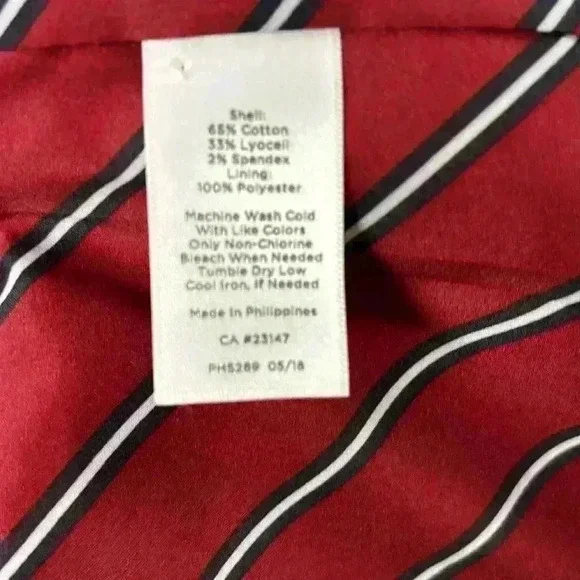 Shell:
65% Cotton
33% Lyocell
2% Spandex
Lining:
100% Polyester
Machine Wash Cold
With Like Colors
Only Non-Chlorine
Bleach When Needed
Tumble Dry Low
Cool Iron, If Needed
Made In Philippines
CA #23147
PH5289 05/18